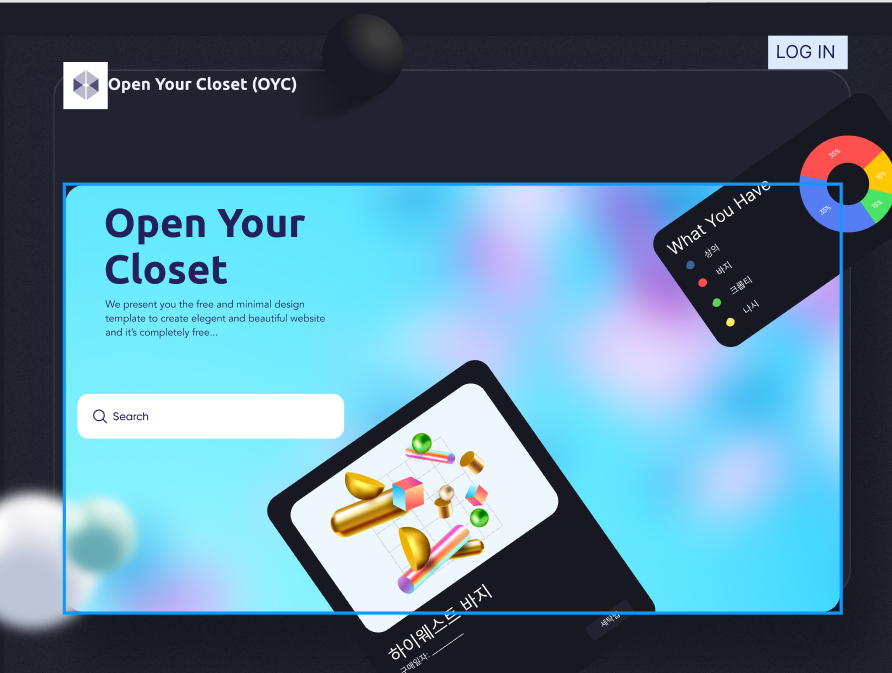 LOG IN
Open Your Closet (OYC)
Open Your
Closet
We present you the free and minimal design
template to create elegent and beautiful website
and it's completely free...
Search
What You Have
상의
바지
크롭티
나시
35%
15%
15%
35%
하이웨스트 바지
구매일자: